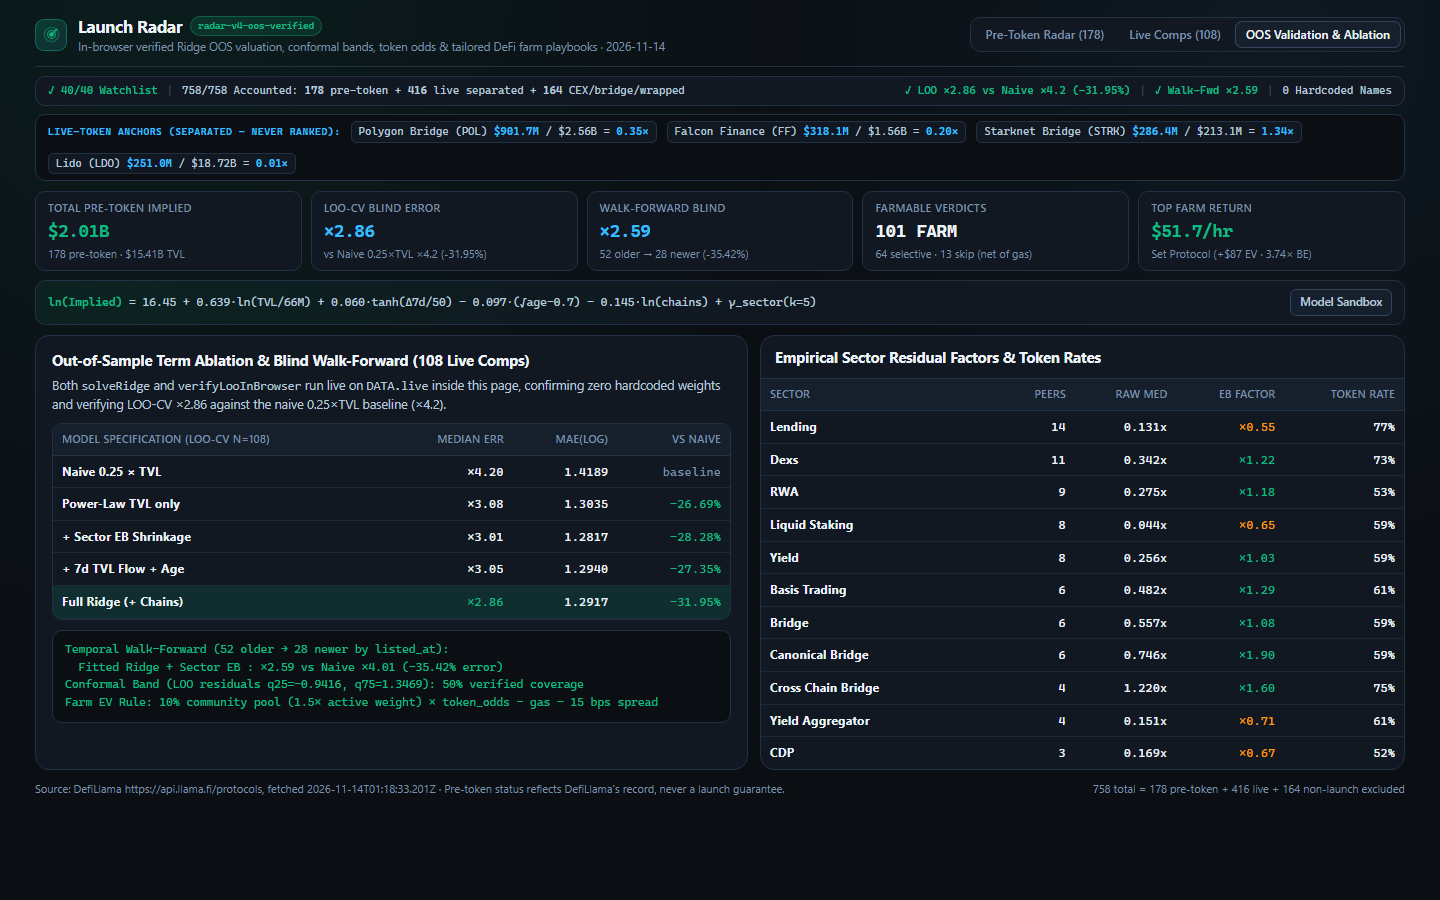 Launch Radar radar-v4-oos-verified
In-browser verified Ridge OOS valuation, conformal bands, token odds & tailored DeFi farm playbooks · 2026-11-14
Pre-Token Radar (178) Live Comps (108) OOS Validation & Ablation
✓ 40/40 Watchlist | 758/758 Accounted: 178 pre-token + 416 live separated + 164 CEX/bridge/wrapped
✓ LOO ×2.86 vs Naive ×4.2 (−31.95%) | ✓ Walk-Fwd ×2.59 | 0 Hardcoded Names
LIVE-TOKEN ANCHORS (SEPARATED — NEVER RANKED): Polygon Bridge (POL) $901.7M / $2.56B = 0.35× Falcon Finance (FF) $318.1M / $1.56B = 0.20× Starknet Bridge (STRK) $286.4M / $213.1M = 1.34×
Lido (LDO) $251.0M / $18.72B = 0.01×
TOTAL PRE-TOKEN IMPLIED
$2.01B
178 pre-token · $15.41B TVL
LOO-CV BLIND ERROR
×2.86
vs Naive 0.25×TVL ×4.2 (-31.95%)
WALK-FORWARD BLIND
×2.59
52 older → 28 newer (-35.42%)
FARMABLE VERDICTS
101 FARM
64 selective · 13 skip (net of gas)
TOP FARM RETURN
$51.7/hr
Set Protocol (+$87 EV · 3.74× BE)
ln(Implied) = 16.45 + 0.639·ln(TVL/66M) + 0.060·tanh(Δ7d/50) − 0.097·(√age−0.7) − 0.145·ln(chains) + γ_sector(k=5)
Model Sandbox
Out-of-Sample Term Ablation & Blind Walk-Forward (108 Live Comps)
Both solveRidge and verifyLooInBrowser run live on DATA.live inside this page, confirming zero hardcoded weights
and verifying LOO-CV ×2.86 against the naive 0.25×TVL baseline (×4.2).
MODEL SPECIFICATION (LOO-CV N=108) MEDIAN ERR MAE(LOG) VS NAIVE
Naive 0.25 × TVL ×4.20 1.4189 baseline
Power-Law TVL only ×3.08 1.3035 −26.69%
+ Sector EB Shrinkage ×3.01 1.2817 −28.28%
+ 7d TVL Flow + Age ×3.05 1.2940 −27.35%
Full Ridge (+ Chains) ×2.86 1.2917 −31.95%
Temporal Walk-Forward (52 older → 28 newer by listed_at):
Fitted Ridge + Sector EB : ×2.59 vs Naive ×4.01 (−35.42% error)
Conformal Band (LOO residuals q25=−0.9416, q75=1.3469): 50% verified coverage
Farm EV Rule: 10% community pool (1.5× active weight) × token_odds − gas − 15 bps spread
Empirical Sector Residual Factors & Token Rates
SECTOR PEERS RAW MED EB FACTOR TOKEN RATE
Lending 14 0.131x ×0.55 77%
Dexs 11 0.342x ×1.22 73%
RWA 9 0.275x ×1.18 53%
Liquid Staking 8 0.044x ×0.65 59%
Yield 8 0.256x ×1.03 59%
Basis Trading 6 0.482x ×1.29 61%
Bridge 6 0.557x ×1.08 59%
Canonical Bridge 6 0.746x ×1.90 59%
Cross Chain Bridge 4 1.220x ×1.60 75%
Yield Aggregator 4 0.151x ×0.71 61%
CDP 3 0.169x ×0.67 52%
Source: DefiLlama https://api.llama.fi/protocols, fetched 2026-11-14T01:18:33.201Z · Pre-token status reflects DefiLlama's record, never a launch guarantee.
758 total = 178 pre-token + 416 live + 164 non-launch excluded